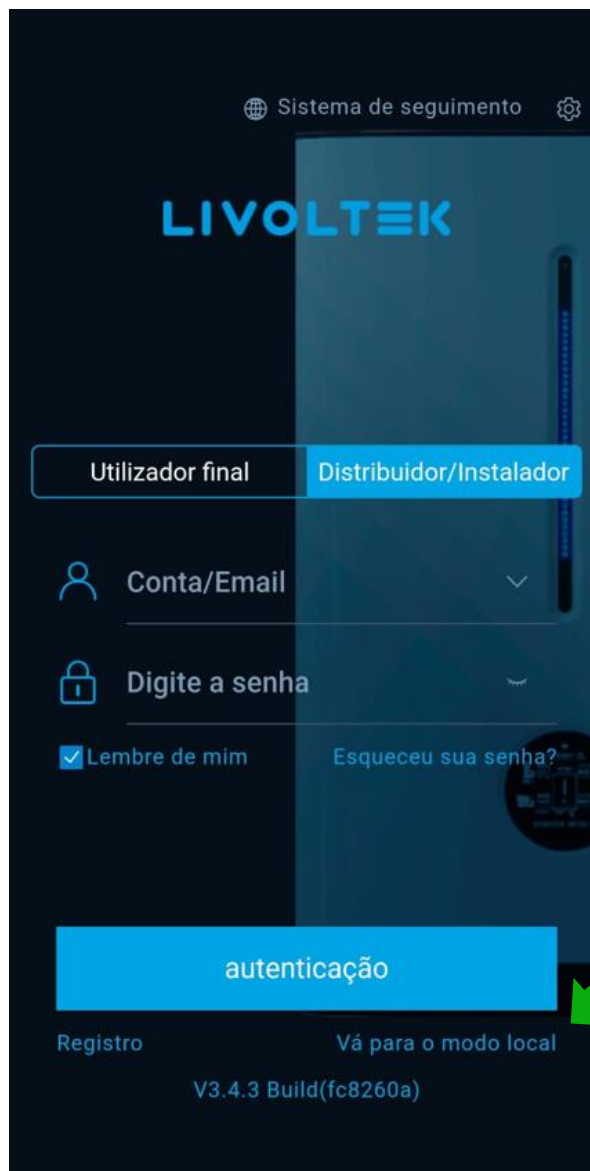 Sistema de seguimento
LIVOLTEK
Utilizador final Distribuidor/Instalador
Conta/Email
Digite a senha
Lembre de mim Esqueceu sua senha?
autenticação
Registro Vá para o modo local
V3.4.3 Build(fc8260a)